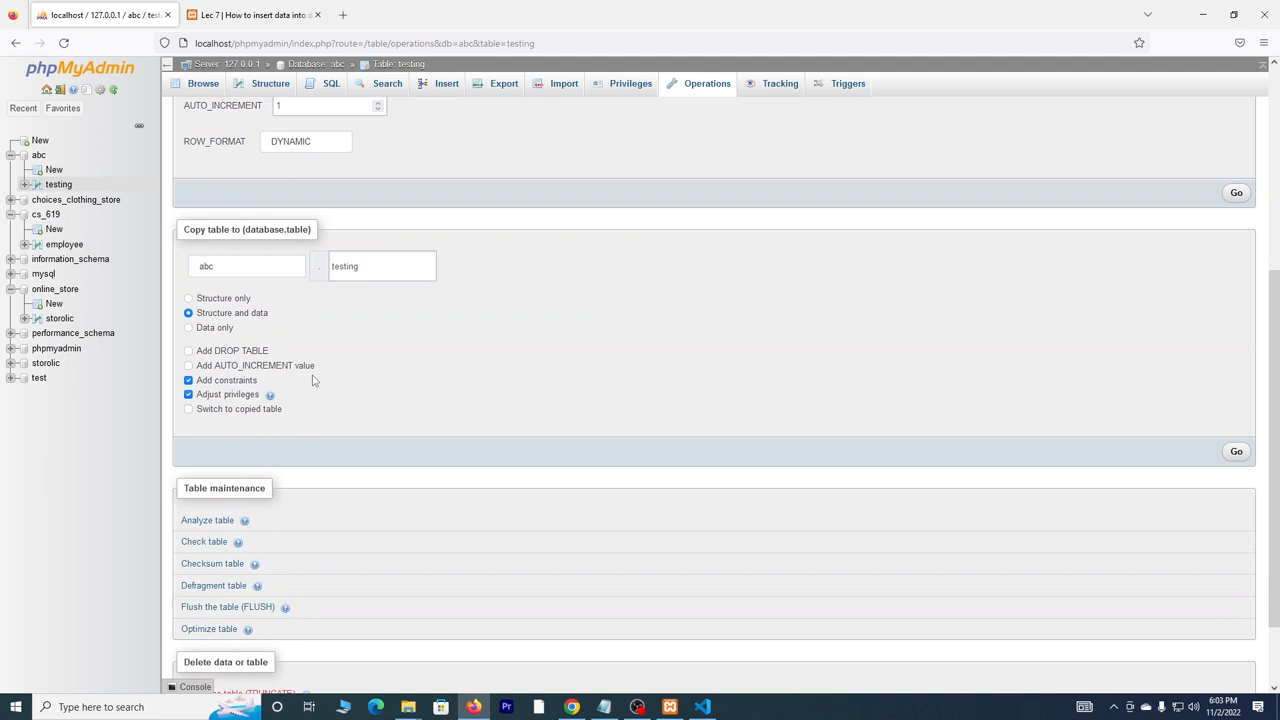 localhost / 127.0.0.1 / abc / test
Lec 7 | How to insert data into d
localhost/phpmyadmin/index.php?route=/table/operations&db=abc&table=testing
phpMyAdmin
Recent
Favorites
New
abc
New
testing
choices_clothing_store
cs_619
New
employee
information_schema
mysql
online_store
New
storolic
performance_schema
phpmyadmin
storolic
test
Server: 127.0.0.1 » Database: abc » Table: testing
Browse
Structure
SQL
Search
Insert
Export
Import
Privileges
Operations
Tracking
Triggers
AUTO_INCREMENT
1
ROW_FORMAT
DYNAMIC
Go
Copy table to (database.table)
abc
.
testing
Structure only
Structure and data
Data only
Add DROP TABLE
Add AUTO_INCREMENT value
Add constraints
Adjust privileges
Switch to copied table
Go
Table maintenance
Analyze table
Check table
Checksum table
Defragment table
Flush the table (FLUSH)
Optimize table
Delete data or table
Console
table (TRUNCATE)
Type here to search
6:03 PM
11/2/2022